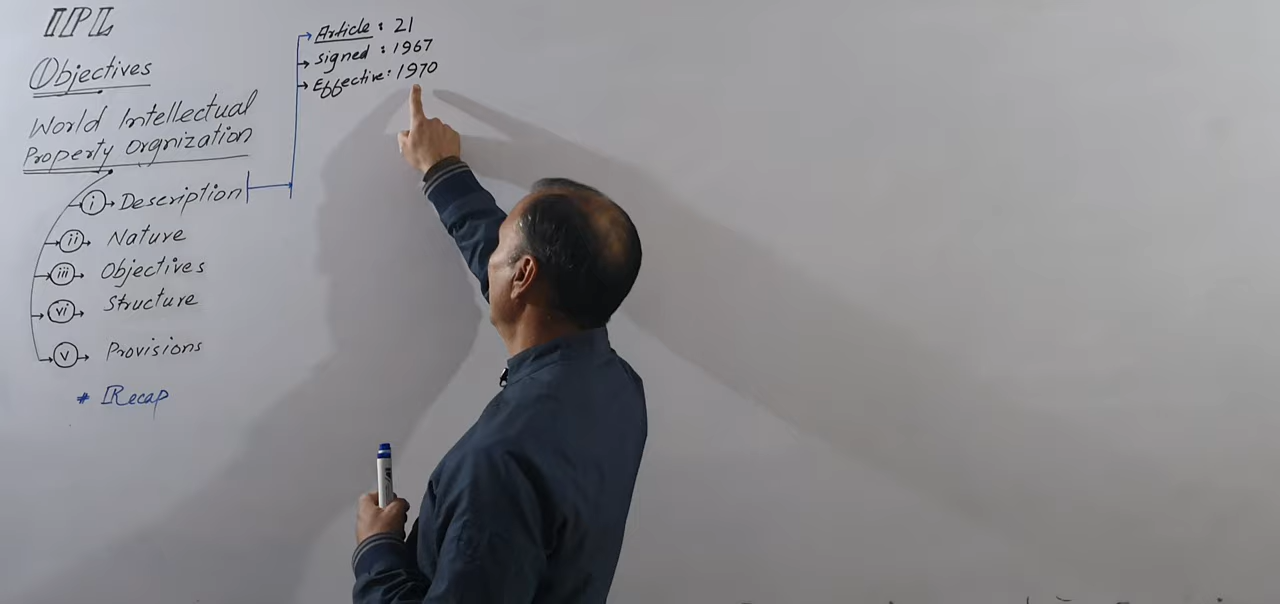 IPL
① Objectives
World Intellectual
Property Orgnization
i → Description
ii → Nature
iii → Objectives
vi → Structure
v → Provisions
* Recap
→ Article : 21
→ signed : 1967
→ Effective : 1970